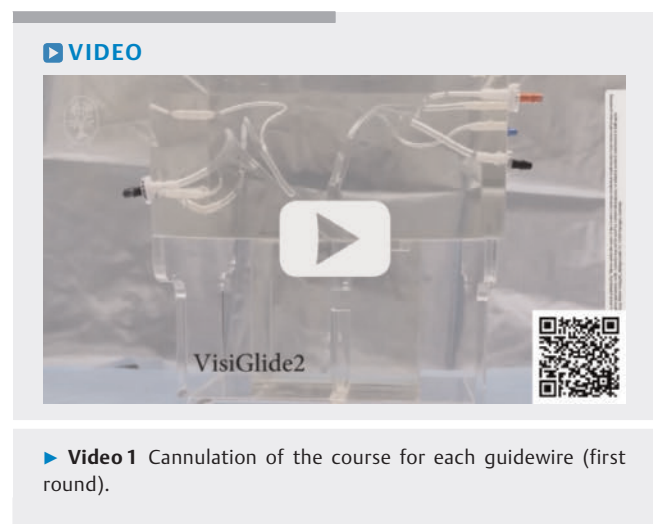 VIDEO
VisiGlide2
Video 1 Cannulation of the course for each guidewire (first
round).